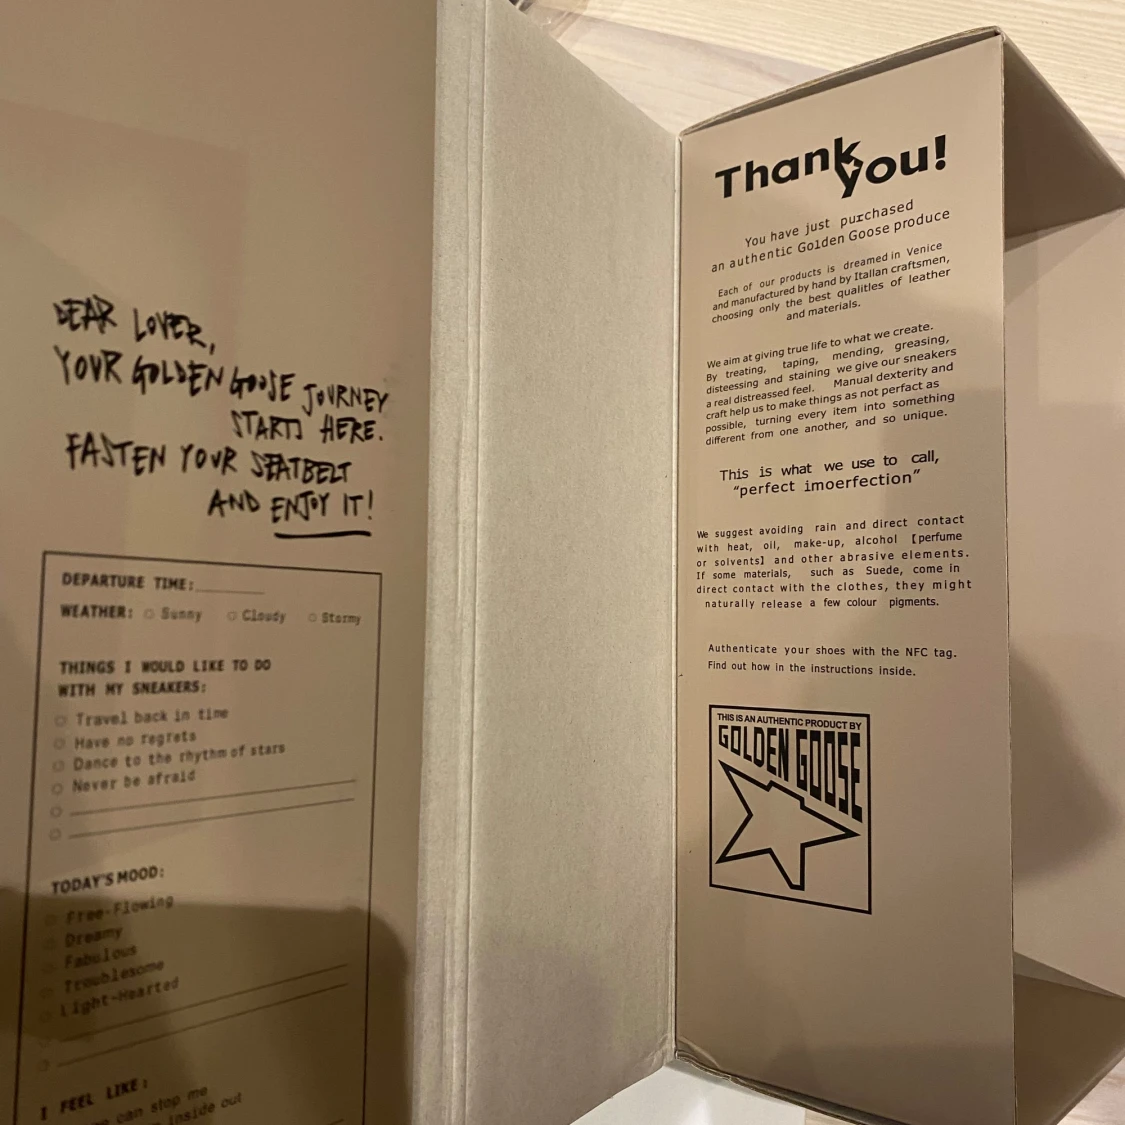 DEAR LOVER,
YOUR GOLDEN GOOSE JOURNEY
STARTS HERE.
FASTEN YOUR SEATBELT
AND ENJOY IT!
DEPARTURE TIME:________
WEATHER: Sunny Cloudy Stormy
THINGS I WOULD LIKE TO DO
WITH MY SNEAKERS:
Travel back in time
Have no regrets
Dance to the rhythm of stars
Never be afraid
TODAY'S MOOD:
Free-Flowing
Dreamy
Fabulous
Troublesome
Light-Hearted
I FEEL LIKE:
can stop me
inside out
Thank you!
You have just purchased
an authentic Golden Goose produce
Each of our products is dreamed in Venice
and manufactured by hand by Itallan craftsmen,
choosing only the best qualitles of leather
and materials.
We aim at giving true life to what we create.
By treating, taping, mending, greasing,
disteessing and staining we give our sneakers
a real distreassed feel. Manual dexterity and
craft help us to make things as not perfact as
possible, turning every item into something
different from one another, and so unique.
This is what we use to call,
"perfect imoerfection"
We suggest avoiding rain and direct contact
with heat, oil, make-up, alcohol [perfume
or solvents] and other abrasive elements.
If some materials, such as Suede, come in
direct contact with the clothes, they might
naturally release a few colour plgments.
Authenticate your shoes with the NFC tag.
Find out how in the instructions inside.
THIS IS AN AUTHENTIC PRODUCT BY
GOLDEN GOOSE